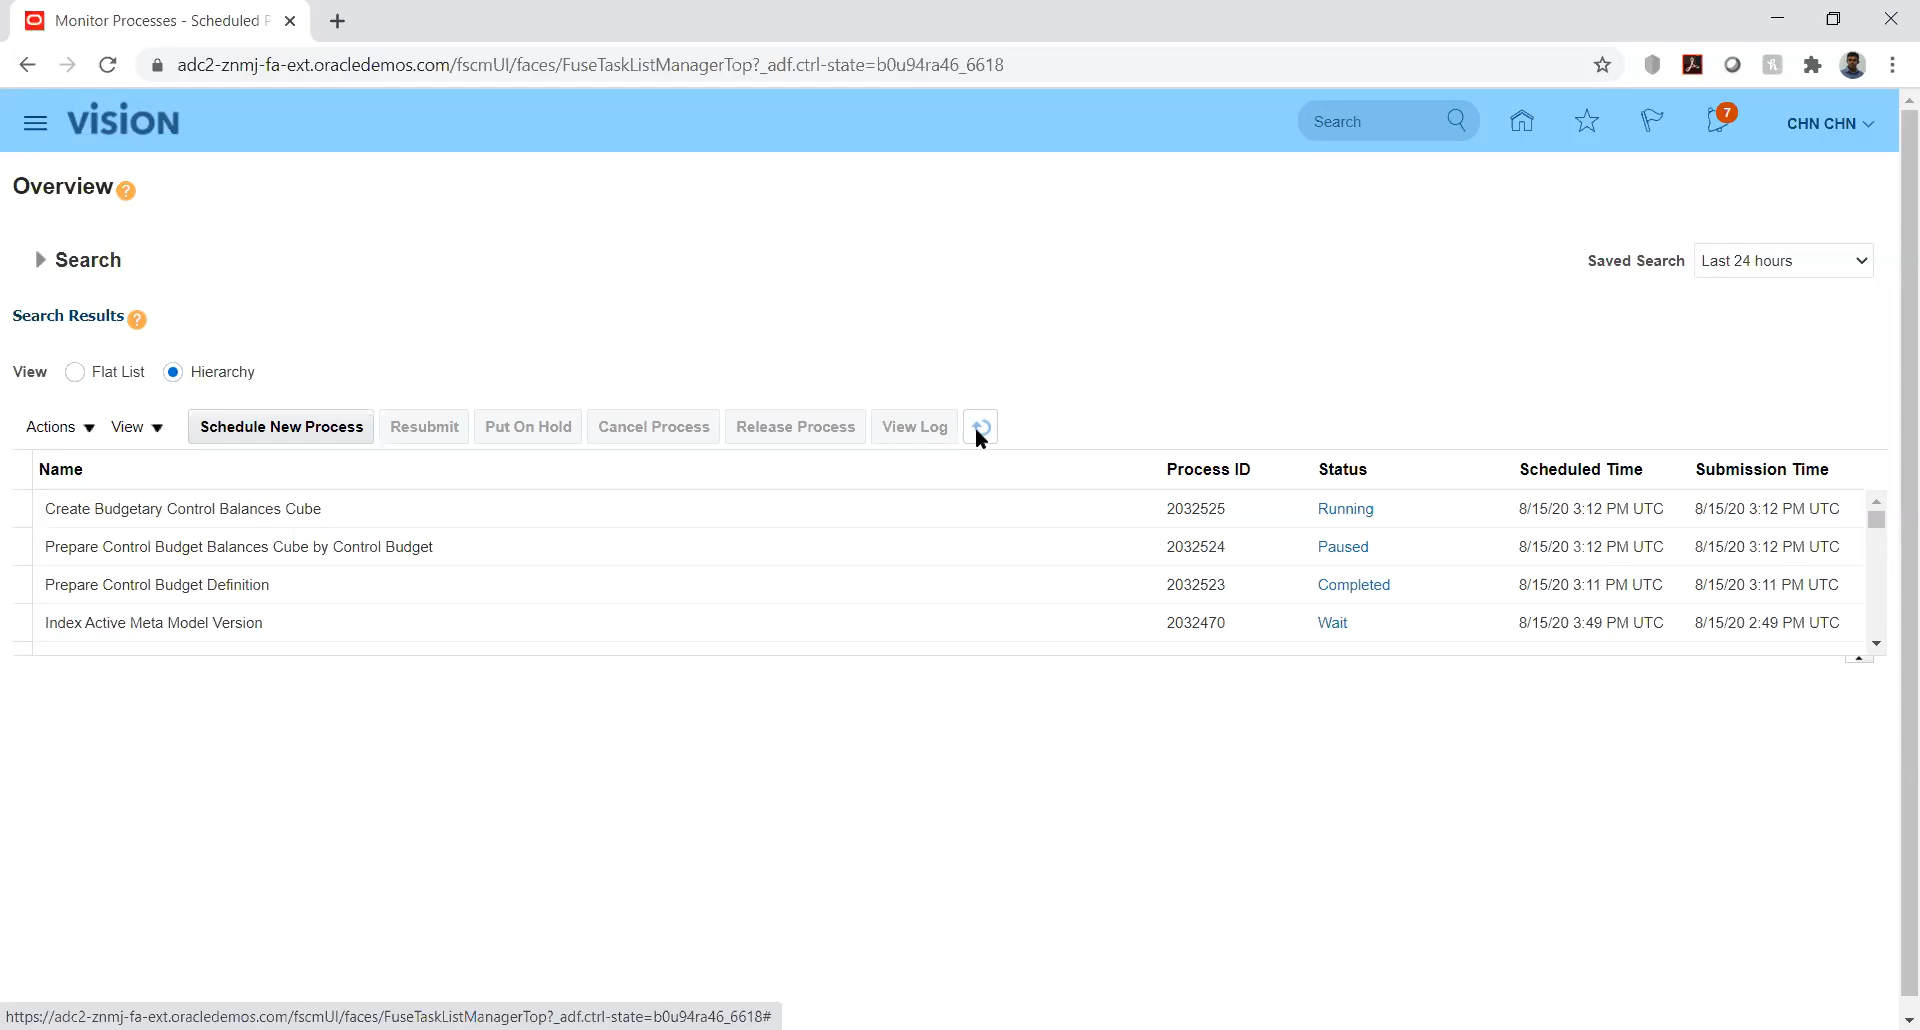 Monitor Processes - Scheduled P
adc2-znmj-fa-ext.oracledemos.com/fscmUI/faces/FuseTaskListManagerTop?_adf.ctrl-state=b0u94ra46_6618
VISION
Search
7
CHN CHN
Overview ?
Search
Saved Search Last 24 hours
Search Results ?
View Flat List Hierarchy
Actions View Schedule New Process Resubmit Put On Hold Cancel Process Release Process View Log
Name Process ID Status Scheduled Time Submission Time
Create Budgetary Control Balances Cube 2032525 Running 8/15/20 3:12 PM UTC 8/15/20 3:12 PM UTC
Prepare Control Budget Balances Cube by Control Budget 2032524 Paused 8/15/20 3:12 PM UTC 8/15/20 3:12 PM UTC
Prepare Control Budget Definition 2032523 Completed 8/15/20 3:11 PM UTC 8/15/20 3:11 PM UTC
Index Active Meta Model Version 2032470 Wait 8/15/20 3:49 PM UTC 8/15/20 2:49 PM UTC
https://adc2-znmj-fa-ext.oracledemos.com/fscmUI/faces/FuseTaskListManagerTop?_adf.ctrl-state=b0u94ra46_6618#